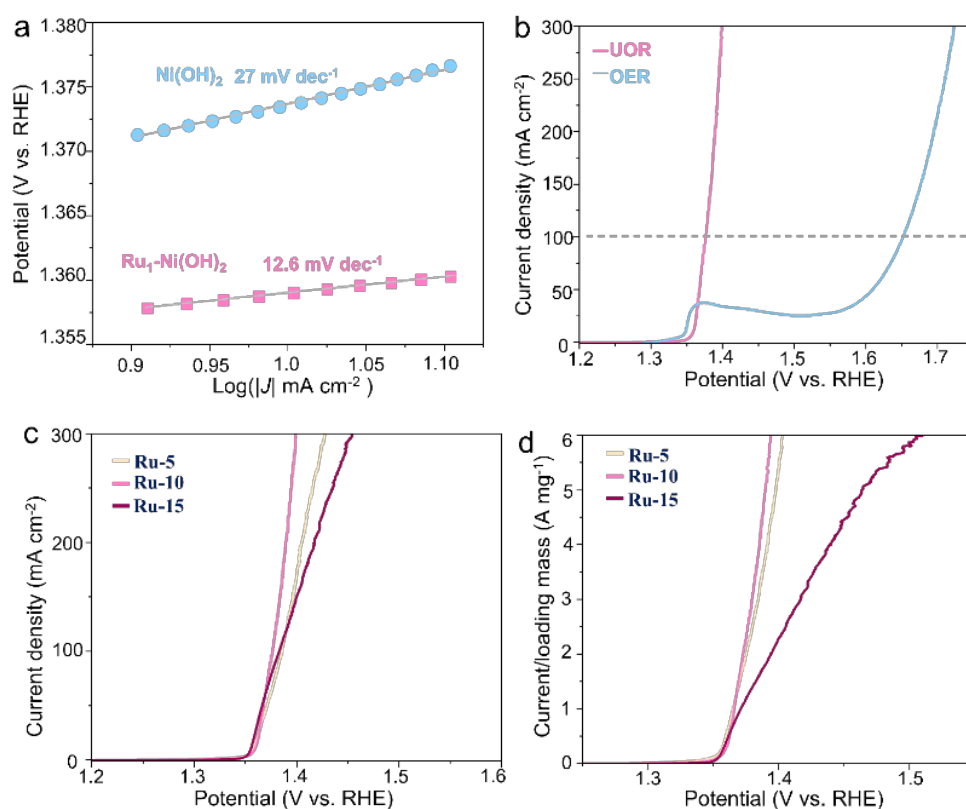 a
1.380
1.375
1.370
1.365
1.360
1.355
Potential (V vs. RHE)
Ni(OH)₂ 27 mV dec⁻¹
Ru₁-Ni(OH)₂ 12.6 mV dec⁻¹
0.9 0.95 1.0 1.05 1.10
Log(|J| mA cm⁻²)
b
300
250
200
150
100
50
0
Current density (mA cm⁻²)
UOR
OER
1.2 1.3 1.4 1.5 1.6 1.7
Potential (V vs. RHE)
c
300
200
100
0
Current density (mA cm⁻²)
Ru-5
Ru-10
Ru-15
1.2 1.3 1.4 1.5 1.6
Potential (V vs. RHE)
d
6
5
4
3
2
1
0
Current/loading mass (A mg⁻¹)
Ru-5
Ru-10
Ru-15
1.3 1.4 1.5
Potential (V vs. RHE)